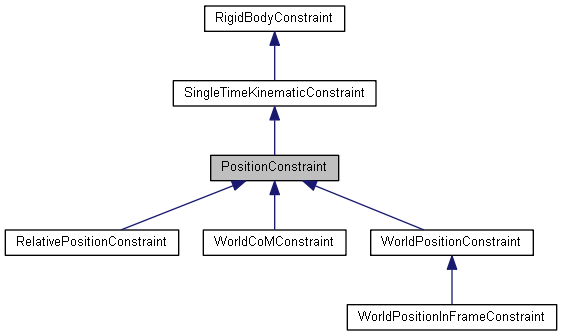 RigidBodyConstraint
SingleTimeKinematicConstraint
PositionConstraint
RelativePositionConstraint
WorldCoMConstraint
WorldPositionConstraint
WorldPositionInFrameConstraint